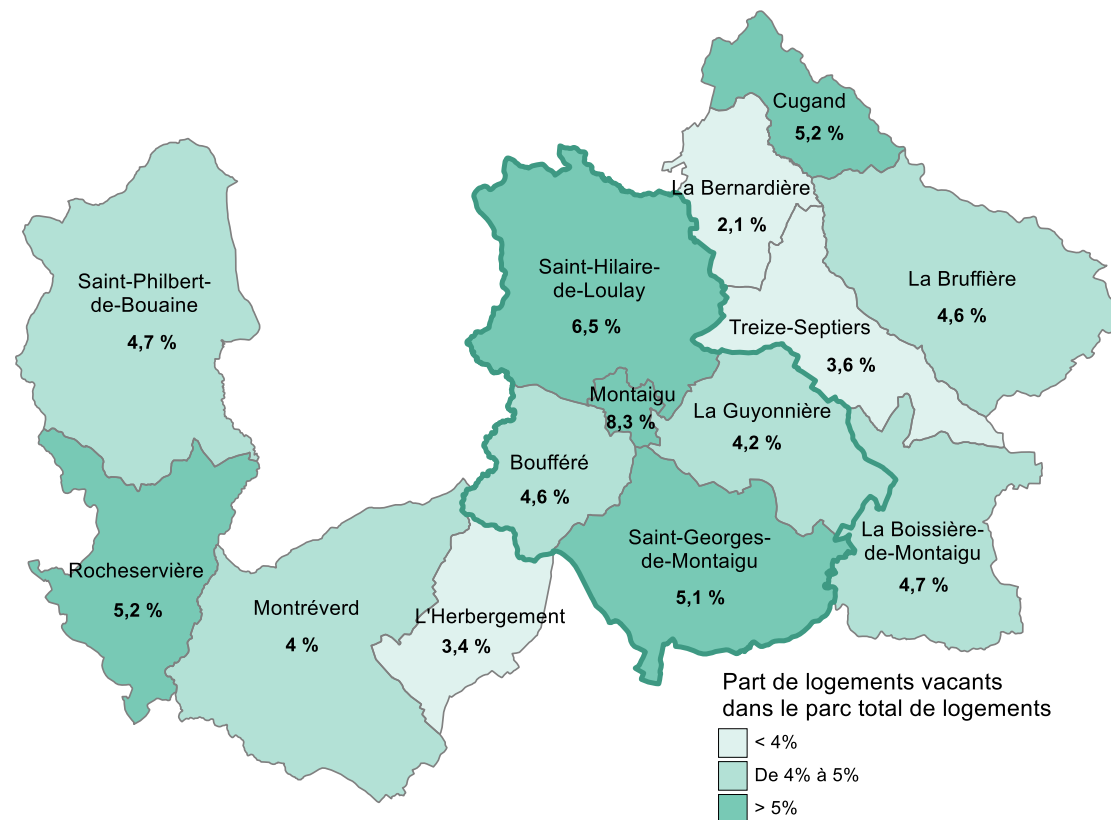 Cugand
5,2 %
La Bernardière
2,1 %
Saint-Philbert-
de-Bouaine
4,7 %
Saint-Hilaire-
de-Loulay
6,5 %
La Bruffière
4,6 %
Treize-Septiers
3,6 %
Montaigu
8,3 %
La Guyonnière
4,2 %
Boufféré
4,6 %
Saint-Georges-
de-Montaigu
5,1 %
La Boissière-
de-Montaigu
4,7 %
Rocheservière
5,2 %
Montréverd
4 %
L'Herbergement
3,4 %
Part de logements vacants
dans le parc total de logements
< 4%
De 4% à 5%
> 5%